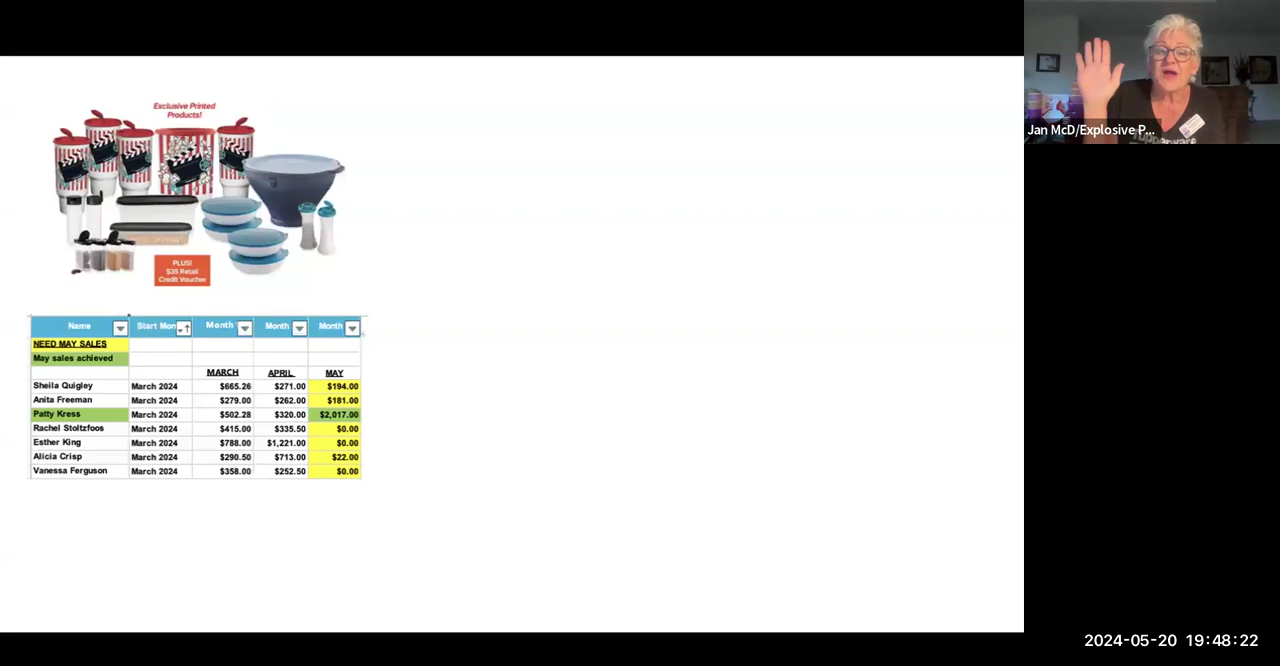 Exclusive Printed
Products!
PLUS!
$35 Retail
Credit Voucher
Name Start Mon Month Month Month
NEED MAY SALES
May sales achieved
MARCH APRIL MAY
Sheila Quigley March 2024 $665.26 $271.00 $194.00
Anita Freeman March 2024 $279.00 $262.00 $181.00
Patty Kress March 2024 $502.28 $320.00 $2,017.00
Rachel Stoltzfoos March 2024 $415.00 $335.50 $0.00
Esther King March 2024 $788.00 $1,221.00 $0.00
Alicia Crisp March 2024 $290.50 $713.00 $22.00
Vanessa Ferguson March 2024 $358.00 $252.50 $0.00
Tupperware
Jan McD/Explosive P...
2024-05-20 19:48:22